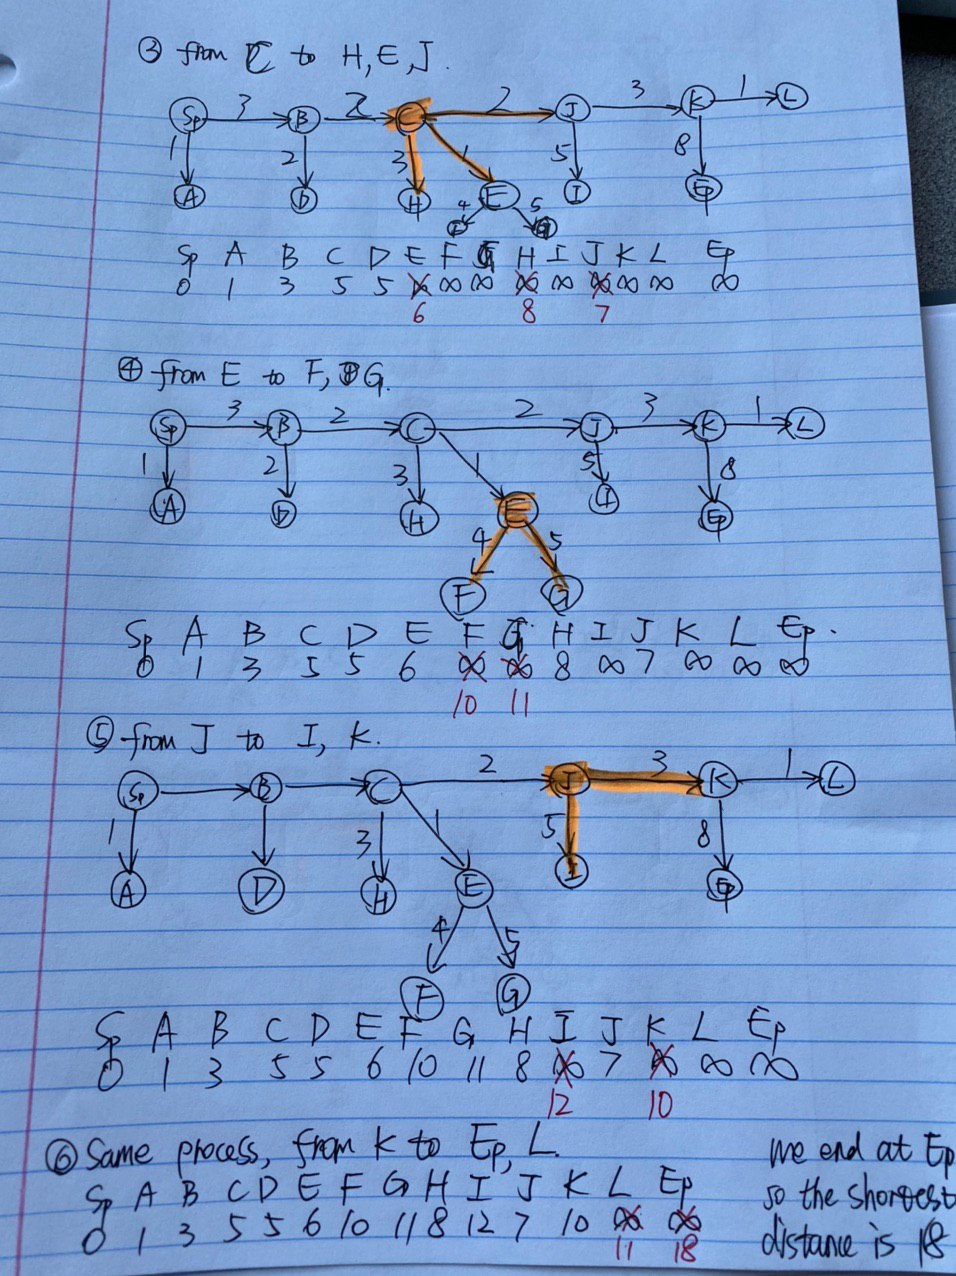 ③ from C to H, E, J.
Sp 3 B 2 C 2 J 3 K 1 L
1 2 3 1 5 8
A D H E I Ep
4 5
F G
Sp A B C D E F G H I J K L Ep
0 1 3 5 5 ∞ ∞ ∞ ∞ ∞ ∞ ∞ ∞ ∞
6 8 7
④ from E to F, G.
Sp 3 B 2 C 2 J 3 K 1 L
1 2 3 1 5 8
A D H E I Ep
4 5
F G
Sp A B C D E F G H I J K L Ep.
0 1 3 5 5 6 ∞ ∞ 8 ∞ 7 ∞ ∞ ∞
10 11
⑤ from J to I, K.
Sp B C 2 J 3 K 1 L
1 3 1 5 8
A D H E I Ep
4 5
F G
Sp A B C D E F G H I J K L Ep
0 1 3 5 5 6 10 11 8 ∞ 7 ∞ ∞ ∞
12 10
⑥ Same process, from K to Ep, L.
Sp A B C D E F G H I J K L Ep
0 1 3 5 5 6 10 11 8 12 7 10 ∞ ∞
11 18
we end at Ep
so the shortest
distance is 18